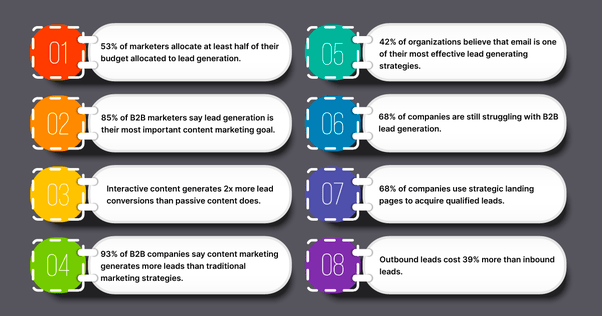 01
53% of marketers allocate at least half of their
budget allocated to lead generation.
02
85% of B2B marketers say lead generation is
their most important content marketing goal.
03
Interactive content generates 2x more lead
conversions than passive content does.
04
93% of B2B companies say content marketing
generates more leads than traditional
marketing strategies.
05
42% of organizations believe that email is one
of their most effective lead generating
strategies.
06
68% of companies are still struggling with B2B
lead generation.
07
68% of companies use strategic landing
pages to acquire qualified leads.
08
Outbound leads cost 39% more than inbound
leads.